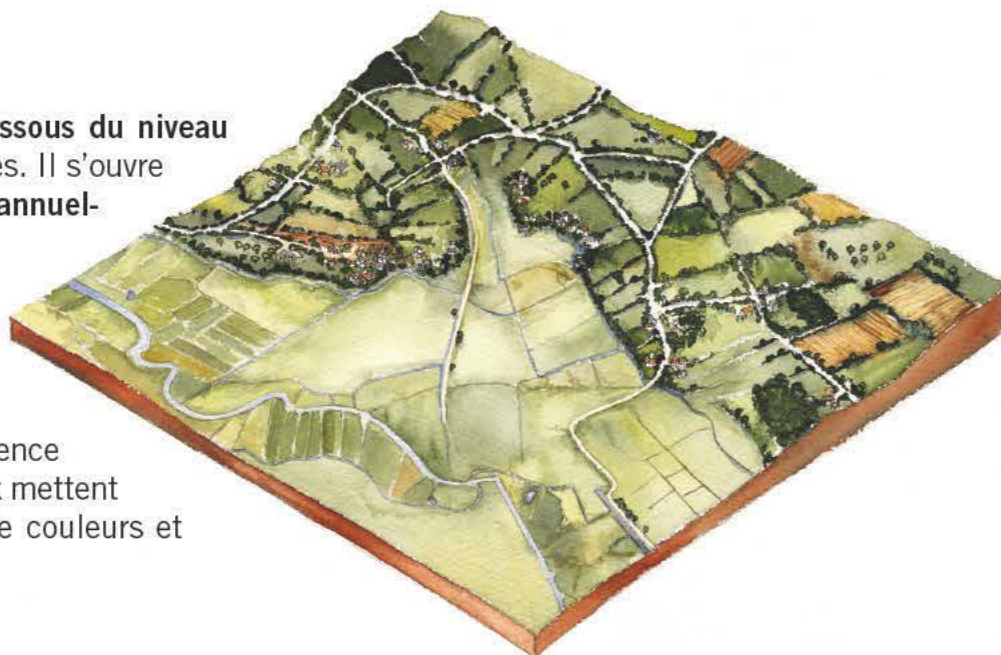 ssous du niveau
es. Il s'ouvre
annuel-
ence
x mettent
e couleurs et